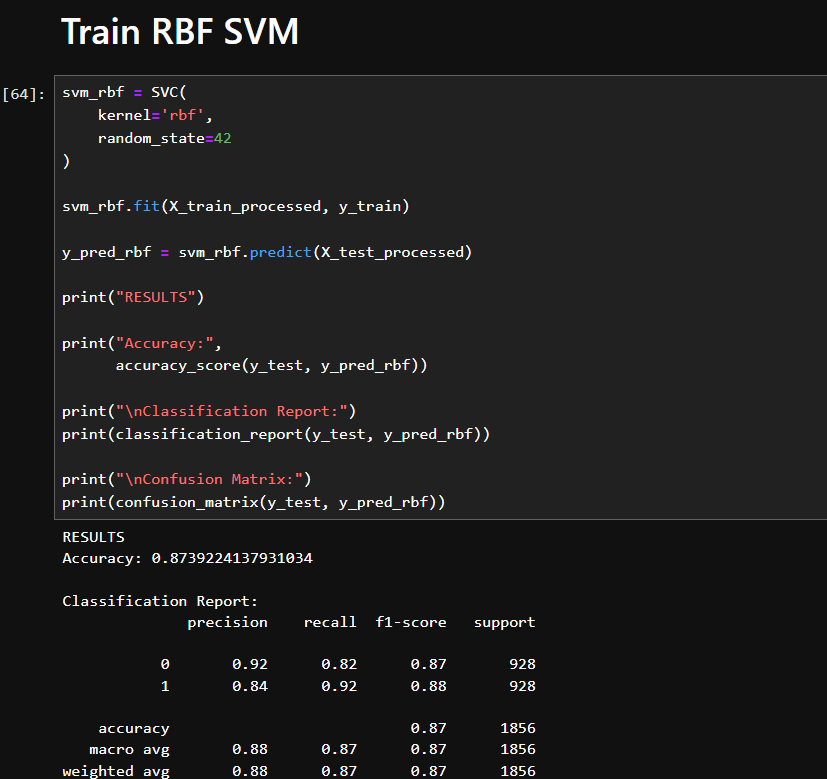 Train RBF SVM
[64]:
svm_rbf = SVC(
    kernel='rbf',
    random_state=42
)
svm_rbf.fit(X_train_processed, y_train)
y_pred_rbf = svm_rbf.predict(X_test_processed)
print("RESULTS")
print("Accuracy:",
      accuracy_score(y_test, y_pred_rbf))
print("\nClassification Report:")
print(classification_report(y_test, y_pred_rbf))
print("\nConfusion Matrix:")
print(confusion_matrix(y_test, y_pred_rbf))
RESULTS
Accuracy: 0.8739224137931034
Classification Report:
              precision    recall  f1-score   support
           0       0.92      0.82      0.87       928
           1       0.84      0.92      0.88       928
    accuracy                           0.87      1856
   macro avg       0.88      0.87      0.87      1856
weighted avg       0.88      0.87      0.87      1856